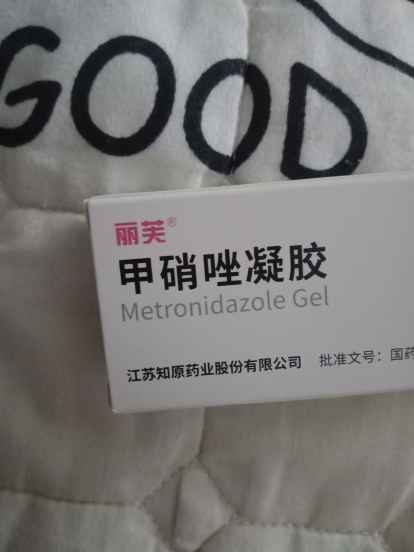 GOOD
丽芙®
甲硝唑凝胶
Metronidazole Gel
江苏知原药业股份有限公司 批准文号：国药